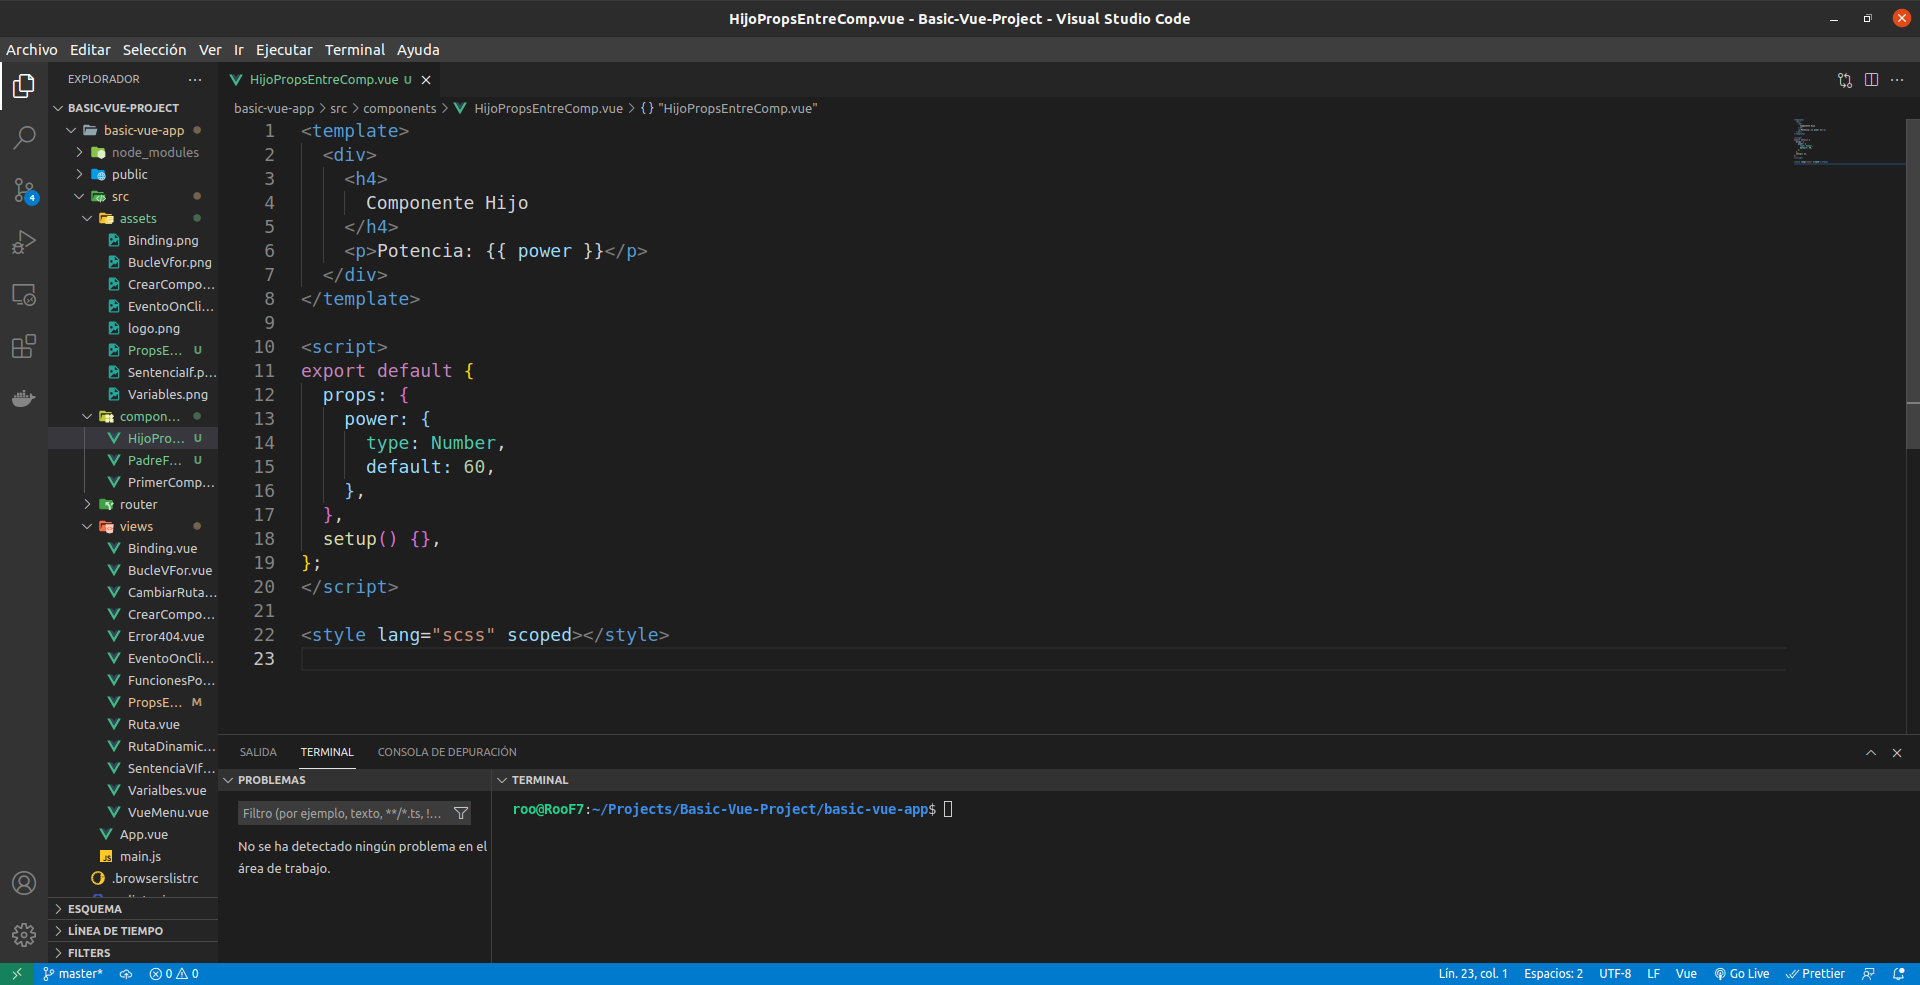 HijoPropsEntreComp.vue - Basic-Vue-Project - Visual Studio Code
Archivo Editar Selección Ver Ir Ejecutar Terminal Ayuda
EXPLORADOR ···
HijoPropsEntreComp.vue U
BASIC-VUE-PROJECT
basic-vue-app
node_modules
public
src
assets
Binding.png
BucleVfor.png
CrearCompo...
EventoOnCli...
logo.png
PropsE... U
SentenciaIf.p...
Variables.png
compon...
HijoPro... U
PadreF... U
PrimerComp...
router
views
Binding.vue
BucleVFor.vue
CambiarRuta...
CrearCompo...
Error404.vue
EventoOnCli...
FuncionesPo...
PropsE... M
Ruta.vue
RutaDinamic...
SentenciaVIf...
Varialbes.vue
VueMenu.vue
App.vue
JS main.js
.browserslistrc
ESQUEMA
LÍNEA DE TIEMPO
FILTERS
4
basic-vue-app > src > components > HijoPropsEntreComp.vue > {} "HijoPropsEntreComp.vue"
1 <template>
2 <div>
3 <h4>
4 Componente Hijo
5 </h4>
6 <p>Potencia: {{ power }}</p>
7 </div>
8 </template>
9
10 <script>
11 export default {
12 props: {
13 power: {
14 type: Number,
15 default: 60,
16 },
17 },
18 setup() {},
19 };
20 </script>
21
22 <style lang="scss" scoped></style>
23
SALIDA TERMINAL CONSOLA DE DEPURACIÓN
PROBLEMAS
Filtro (por ejemplo, texto, **/*.ts, !...
No se ha detectado ningún problema en el
área de trabajo.
TERMINAL
roo@RooF7:~/Projects/Basic-Vue-Project/basic-vue-app$
master* 0 0 Lín. 23, col. 1 Espacios: 2 UTF-8 LF Vue Go Live Prettier